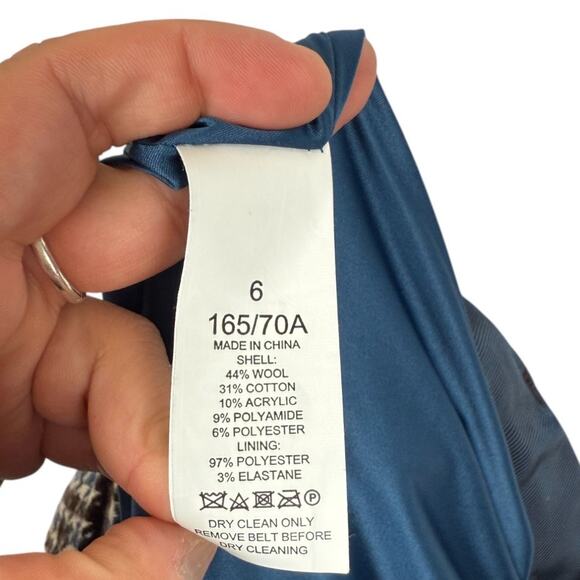 6
165/70A
MADE IN CHINA
SHELL:
44% WOOL
31% COTTON
10% ACRYLIC
9% POLYAMIDE
6% POLYESTER
LINING:
97% POLYESTER
3% ELASTANE
P
DRY CLEAN ONLY
REMOVE BELT BEFORE
DRY CLEANING